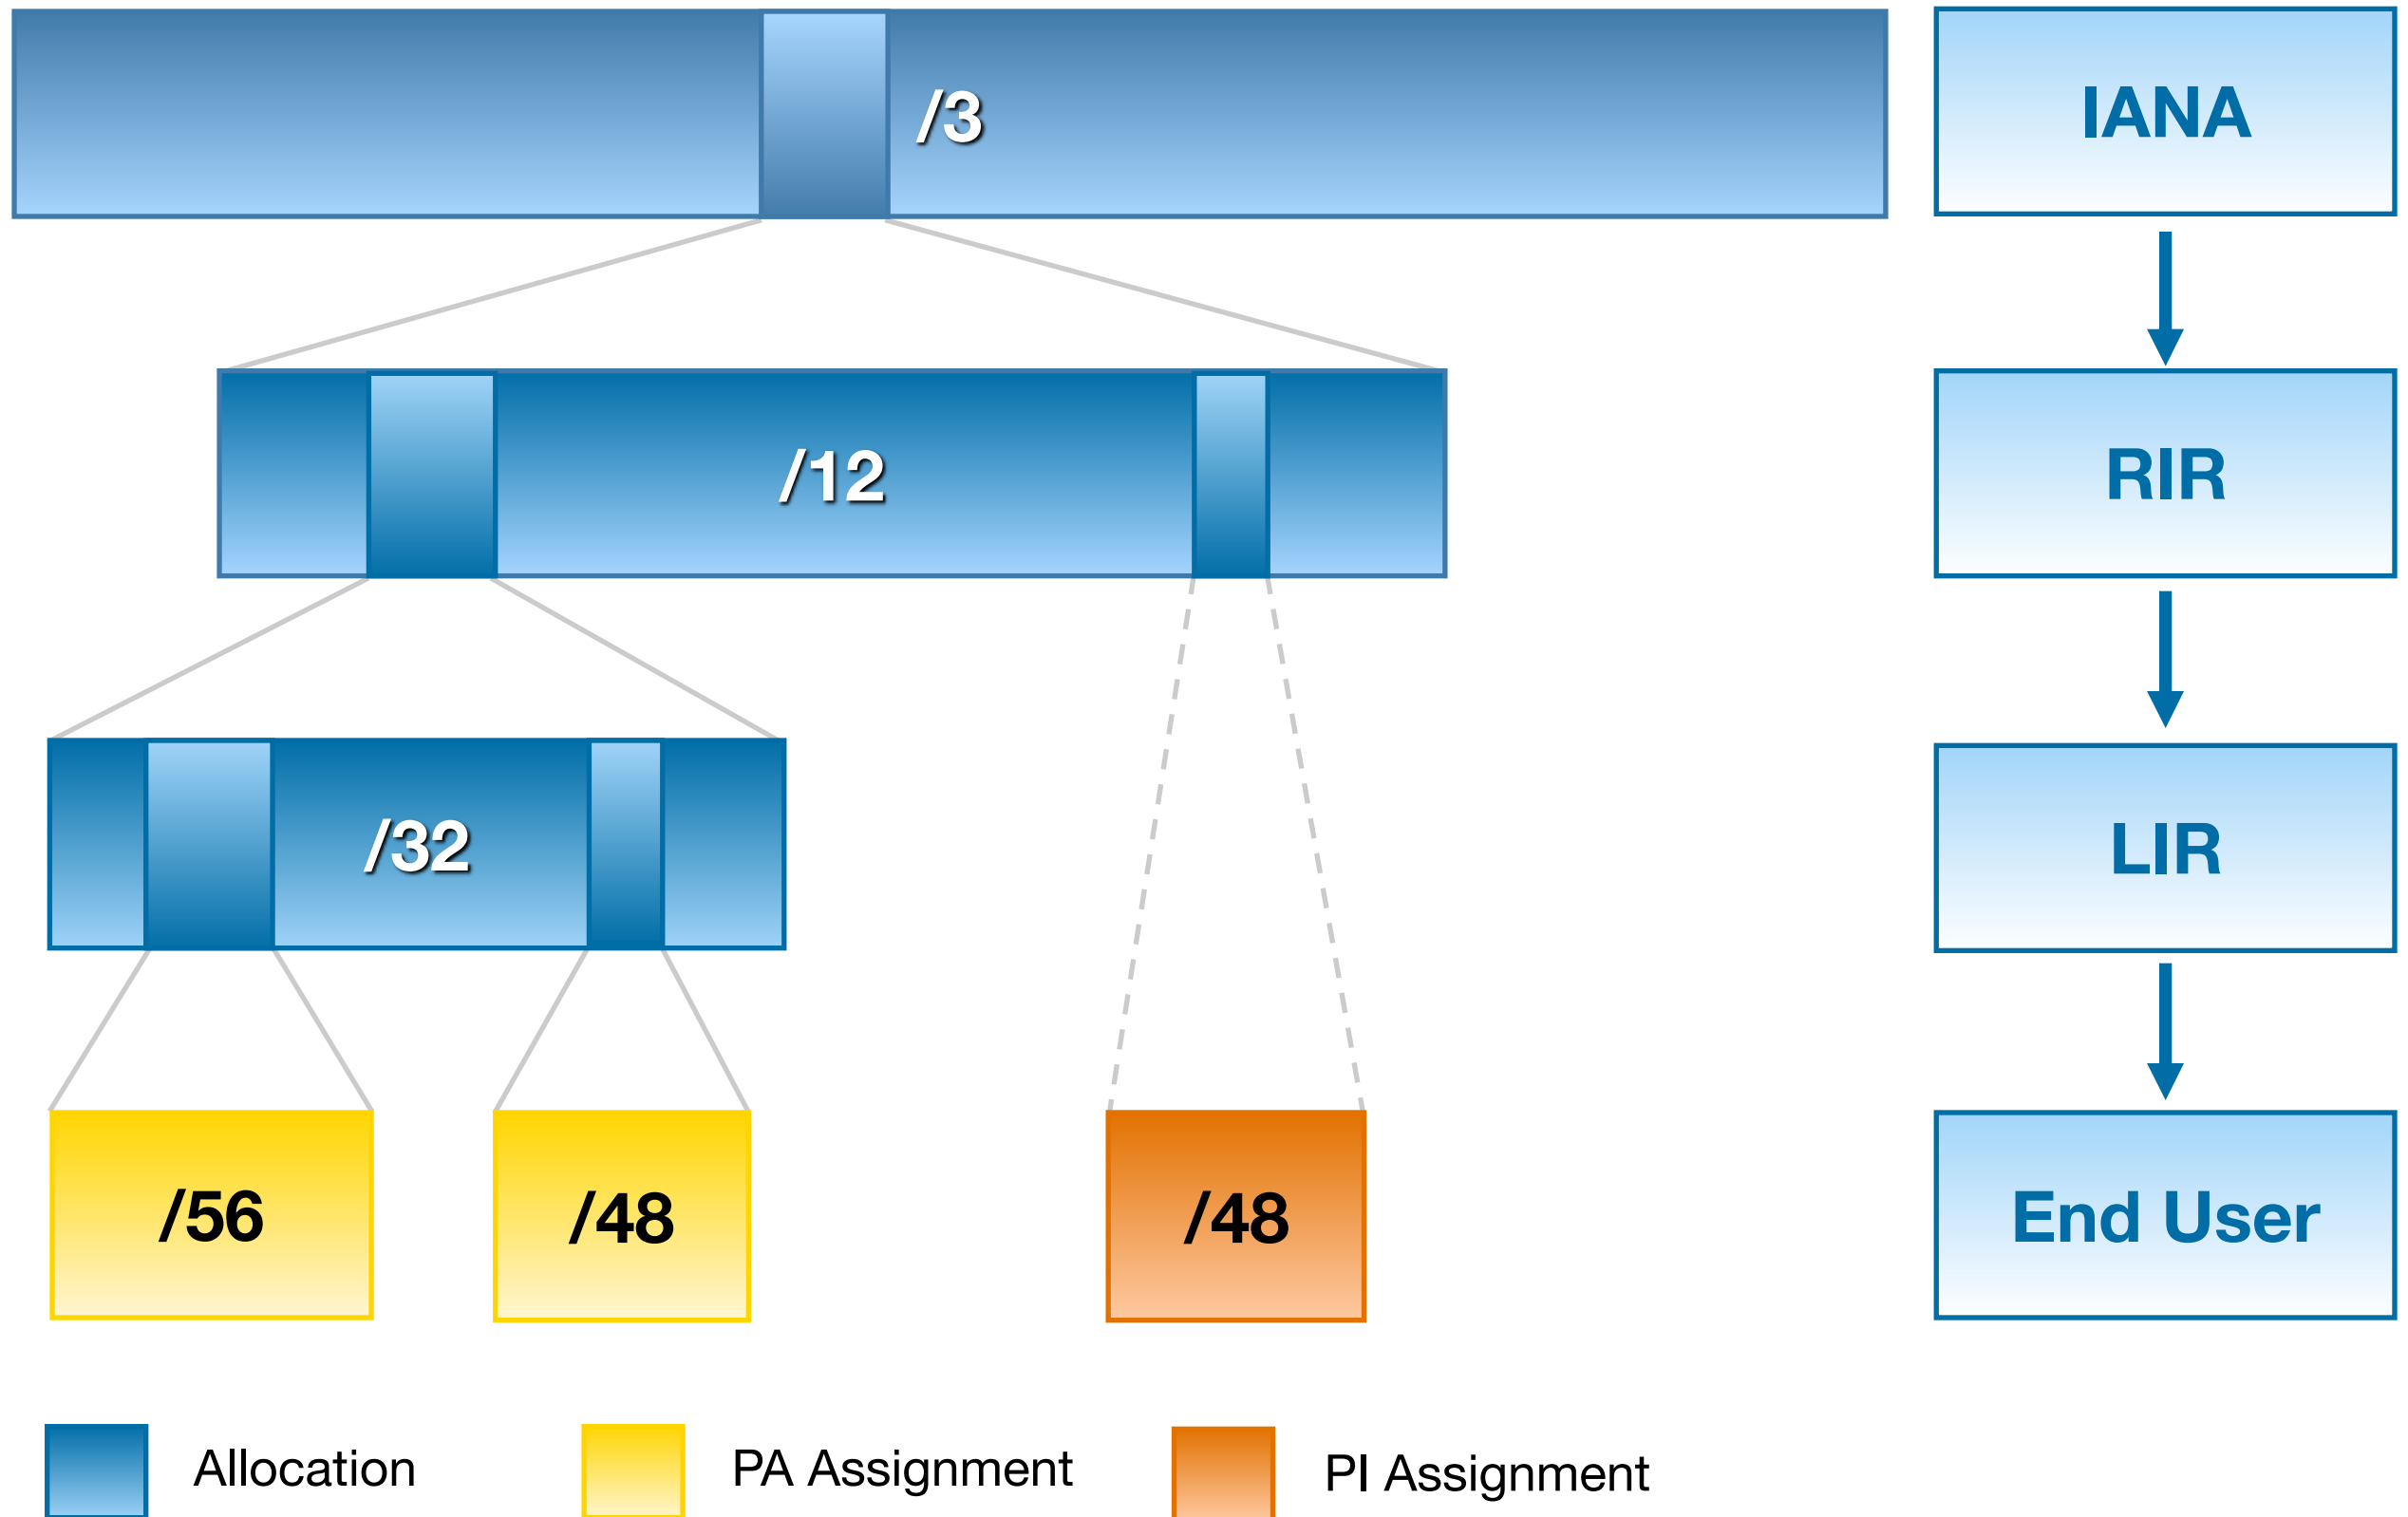 /3
IANA
/12
RIR
/32
LIR
/56
/48
/48
End User
Allocation
PA Assignment
PI Assignment